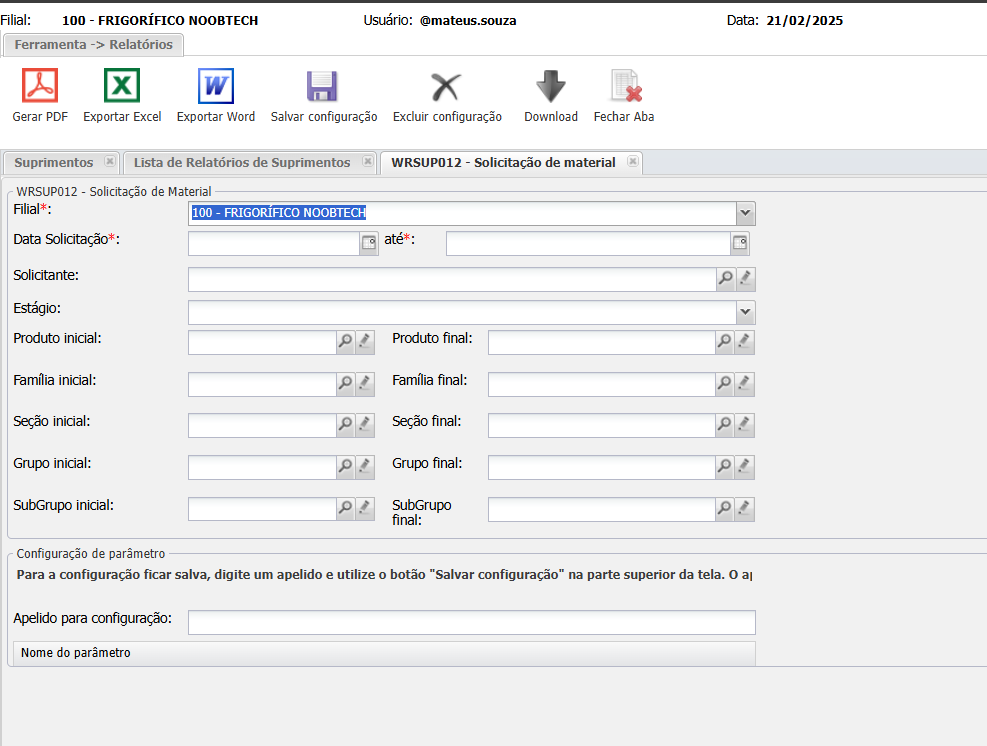 Filial: 100 - FRIGORÍFICO NOOBTECH Usuário: @mateus.souza Data: 21/02/2025
Ferramenta -> Relatórios
Gerar PDF Exportar Excel Exportar Word Salvar configuração Excluir configuração Download Fechar Aba
Suprimentos Lista de Relatórios de Suprimentos WRSUP012 - Solicitação de material
WRSUP012 - Solicitação de Material
Filial*: 100 - FRIGORÍFICO NOOBTECH
Data Solicitação*: até*:
Solicitante:
Estágio:
Produto inicial: Produto final:
Família inicial: Família final:
Seção inicial: Seção final:
Grupo inicial: Grupo final:
SubGrupo inicial: SubGrupo
final:
Configuração de parâmetro
Para a configuração ficar salva, digite um apelido e utilize o botão "Salvar configuração" na parte superior da tela. O
Apelido para configuração:
Nome do parâmetro